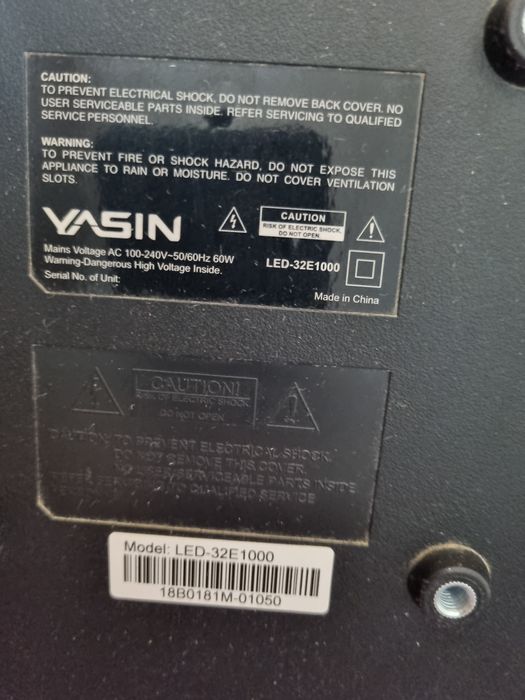 CAUTION:
TO PREVENT ELECTRICAL SHOCK, DO NOT REMOVE BACK COVER. NO
USER SERVICEABLE PARTS INSIDE. REFER SERVICING TO QUALIFIED
SERVICE PERSONNEL.
WARNING:
TO PREVENT FIRE OR SHOCK HAZARD, DO NOT EXPOSE THIS
APPLIANCE TO RAIN OR MOISTURE. DO NOT COVER VENTILATION
SLOTS.
YASIN
CAUTION
RISK OF ELECTRIC SHOCK
DO NOT OPEN
Mains Voltage AC 100-240V~50/60Hz 60W
Warning-Dangerous High Voltage Inside.
Serial No. of Unit:
LED-32E1000
Made in China
CAUTION!
RISK OF ELECTRIC SHOCK
DO NOT OPEN
CAUTION: TO PREVENT ELECTRICAL SHOCK,
DO NOT REMOVE THIS COVER.
NO USER SERVICEABLE PARTS INSIDE
TO QUALIFIED SERVICE
Model: LED-32E1000
18B0181M-01050